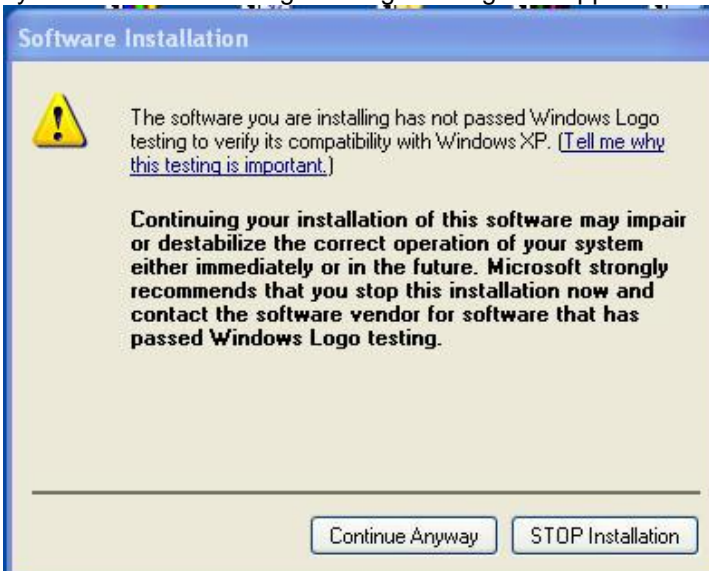 Software Installation
The software you are installing has not passed Windows Logo
testing to verify its compatibility with Windows XP. (Tell me why
this testing is important.)
Continuing your installation of this software may impair
or destabilize the correct operation of your system
either immediately or in the future. Microsoft strongly
recommends that you stop this installation now and
contact the software vendor for software that has
passed Windows Logo testing.
Continue Anyway STOP Installation